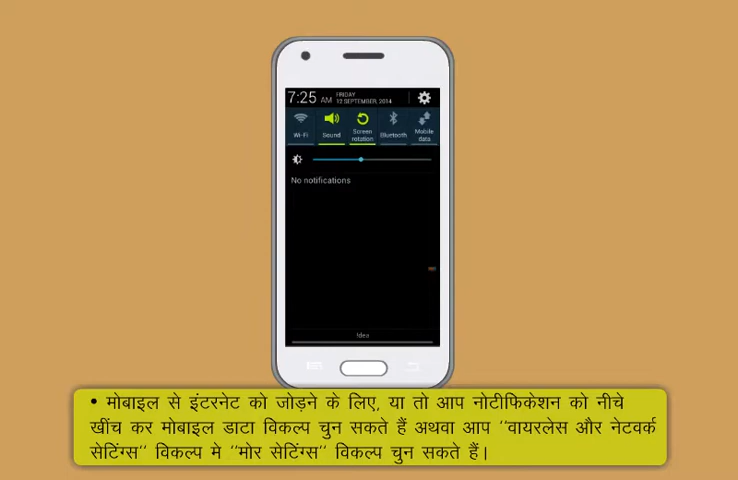 7:25 AM FRIDAY
12 SEPTEMBER, 2014
Wi-Fi Sound Screen rotation Bluetooth Mobile data
No notifications
Idea
• मोबाइल से इंटरनेट को जोड़ने के लिए, या तो आप नोटीफिकेशन को नीचे
खींच कर मोबाइल डाटा विकल्प चुन सकते हैं अथवा आप "वायरलेस और नेटवर्क
सेटिंग्स" विकल्प मे "मोर सेटिंग्स" विकल्प चुन सकते हैं।